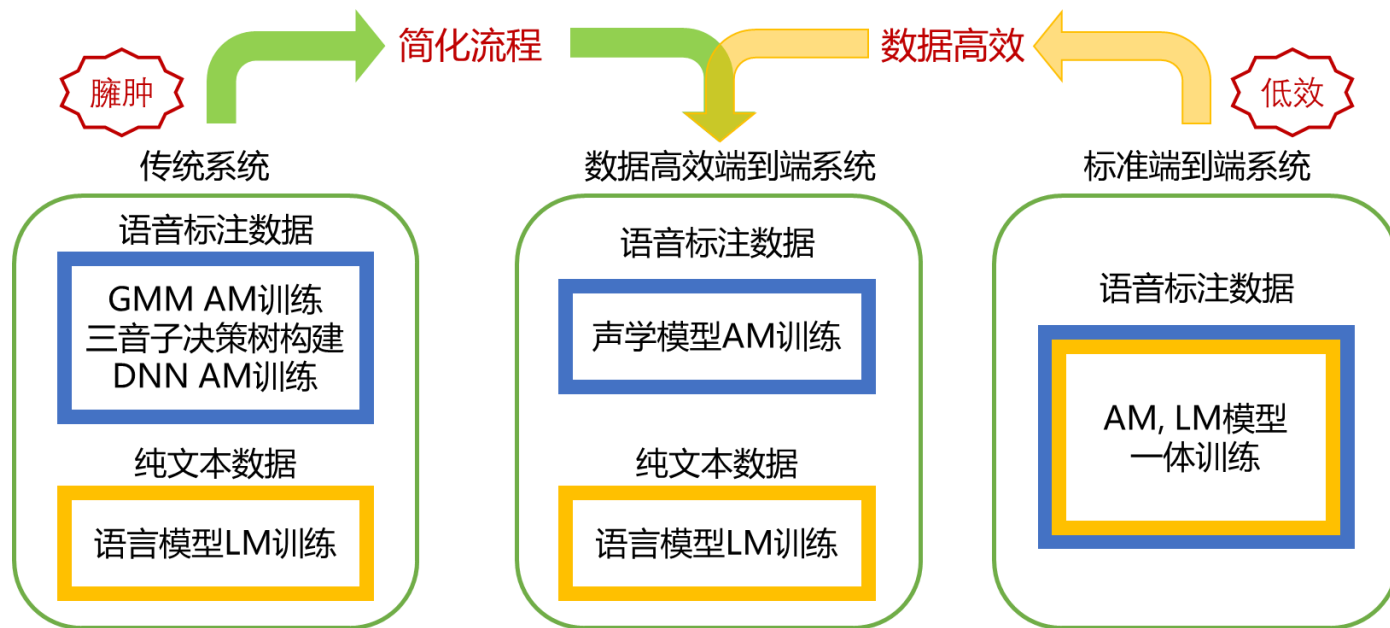 臃肿
简化流程
数据高效
低效
传统系统
语音标注数据
GMM AM训练
三音子决策树构建
DNN AM训练
纯文本数据
语言模型LM训练
数据高效端到端系统
语音标注数据
声学模型AM训练
纯文本数据
语言模型LM训练
标准端到端系统
语音标注数据
AM, LM模型
一体训练